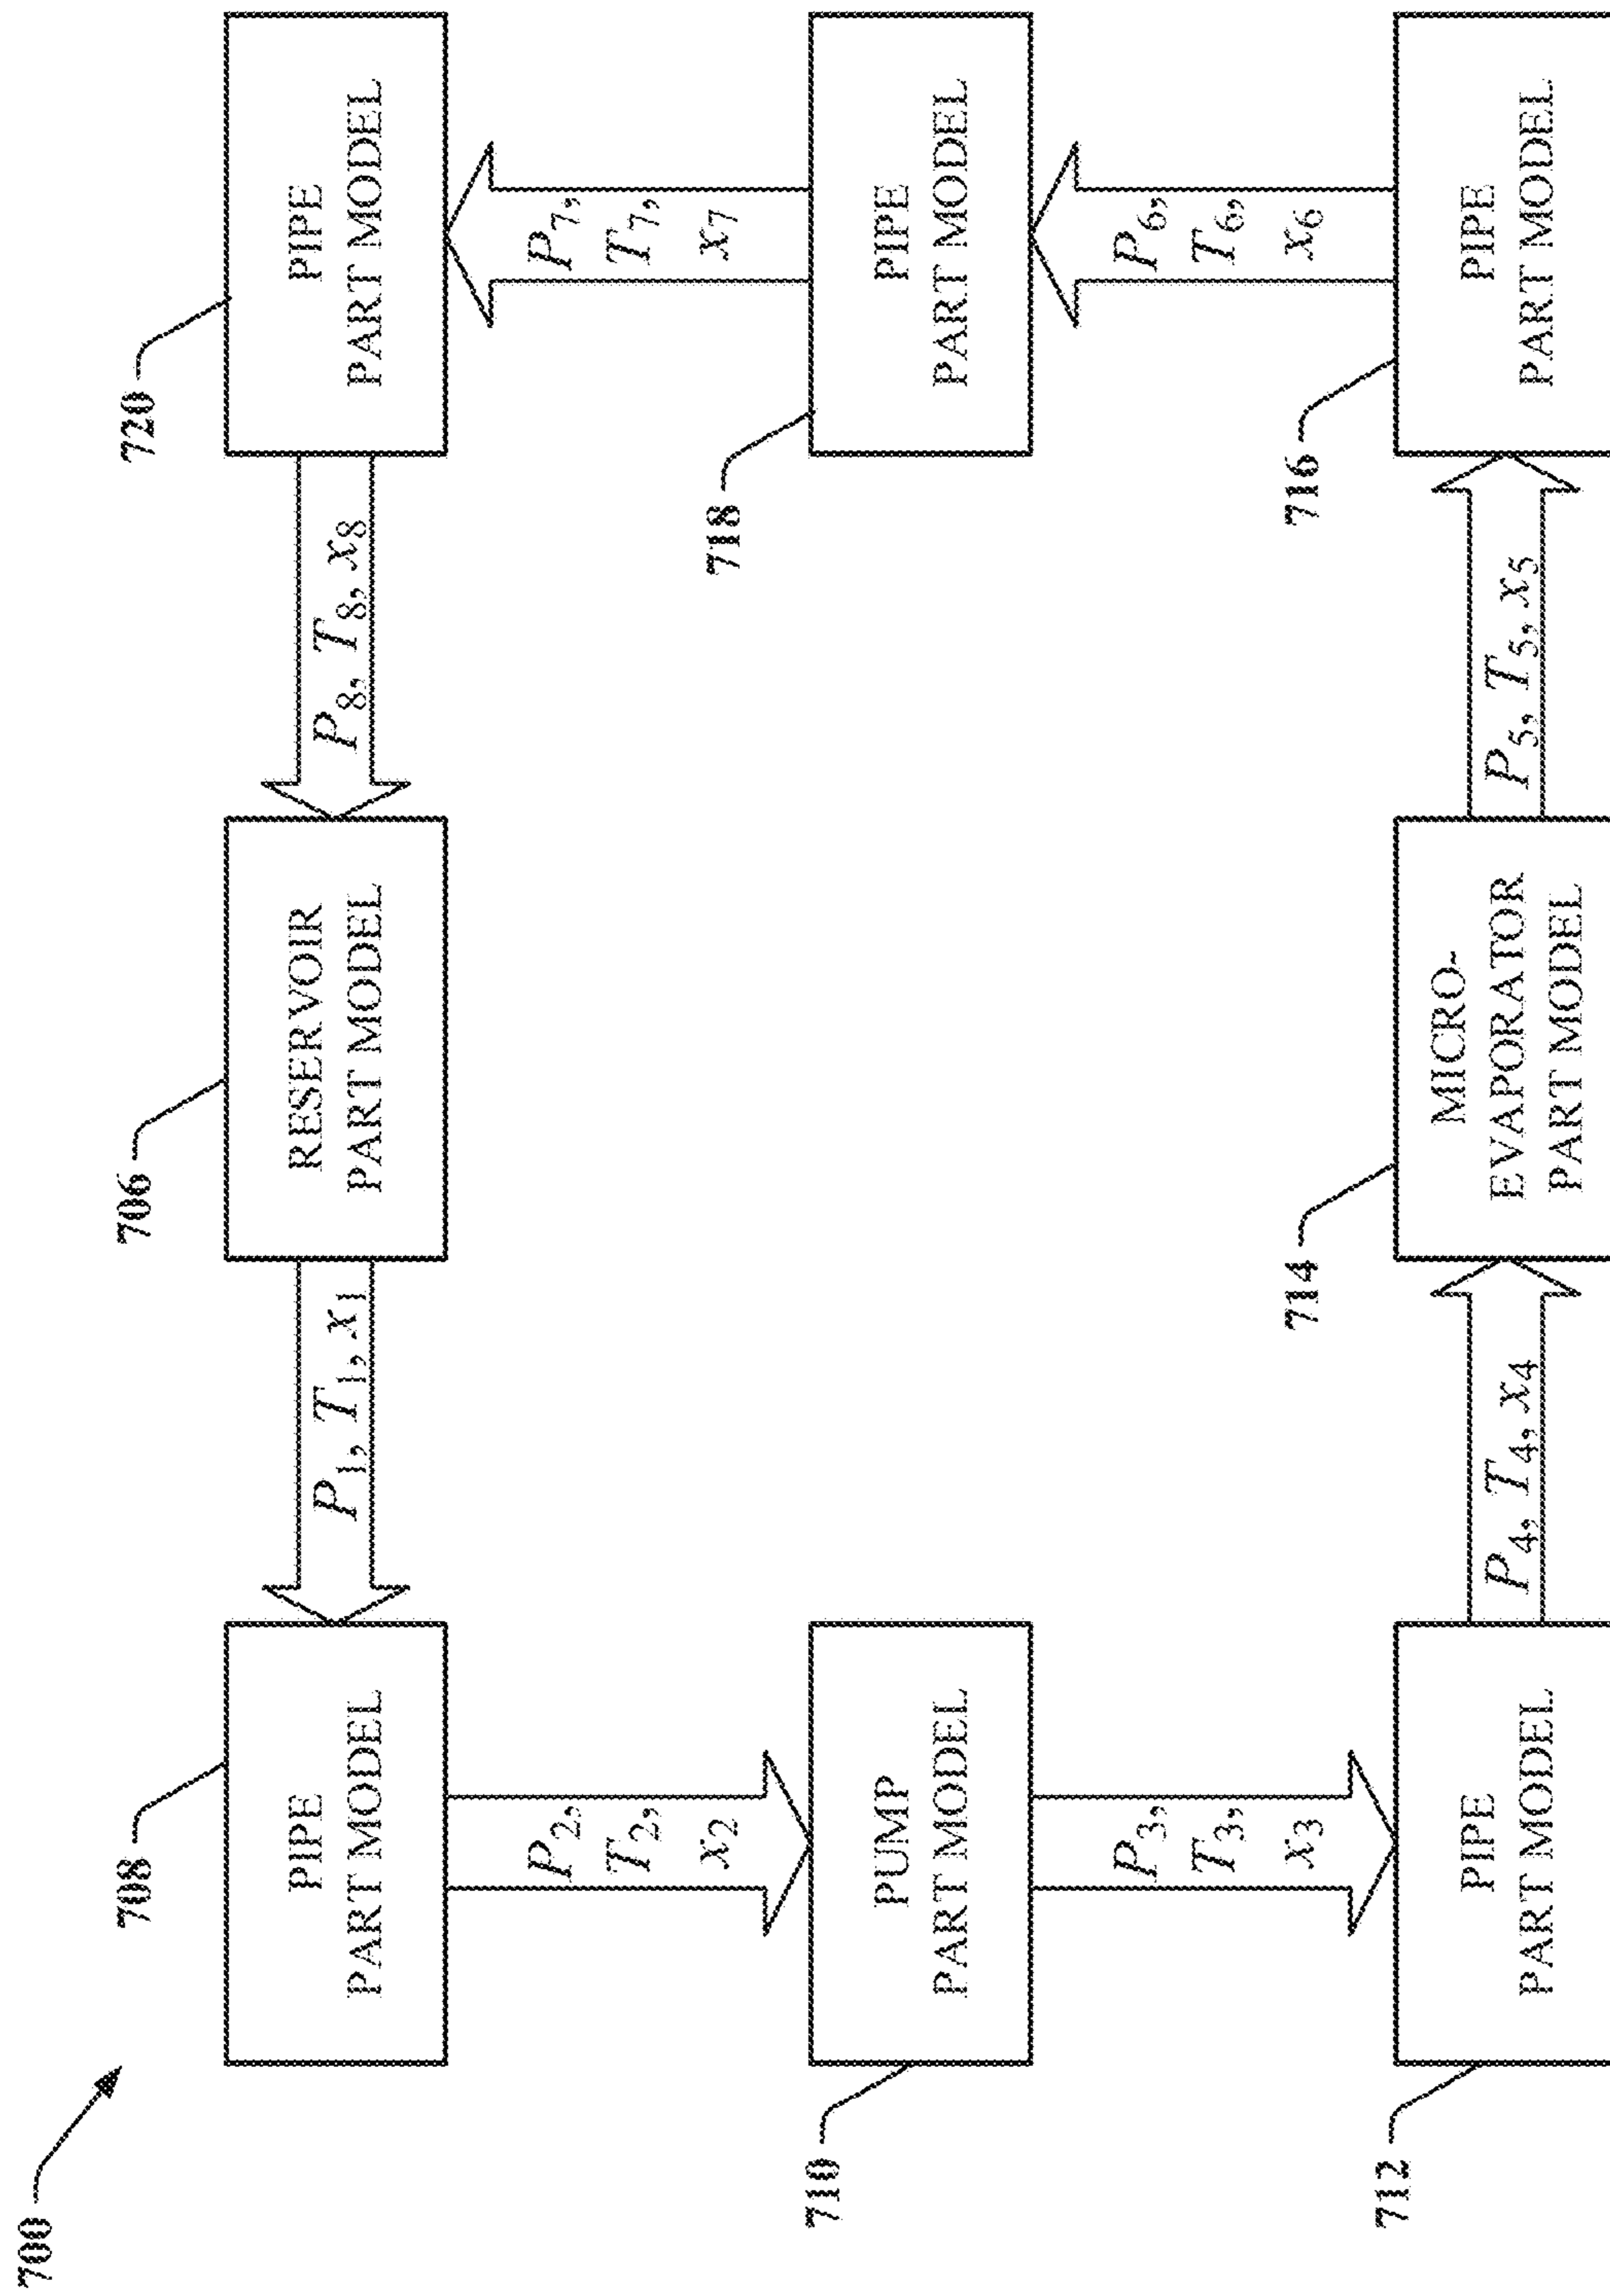 700
708
PIPE
PART MODEL
P1, T1, x1
706
RESERVOIR
PART MODEL
P8, T8, x8
720
PIPE
PART MODEL
P2,
T2,
x2
P7,
T7,
x7
710
PUMP
PART MODEL
718
PIPE
PART MODEL
P3,
T3,
x3
P6,
T6,
x6
712
PIPE
PART MODEL
P4, T4, x4
714
MICRO-
EVAPORATOR
PART MODEL
P5, T5, x5
716
PIPE
PART MODEL